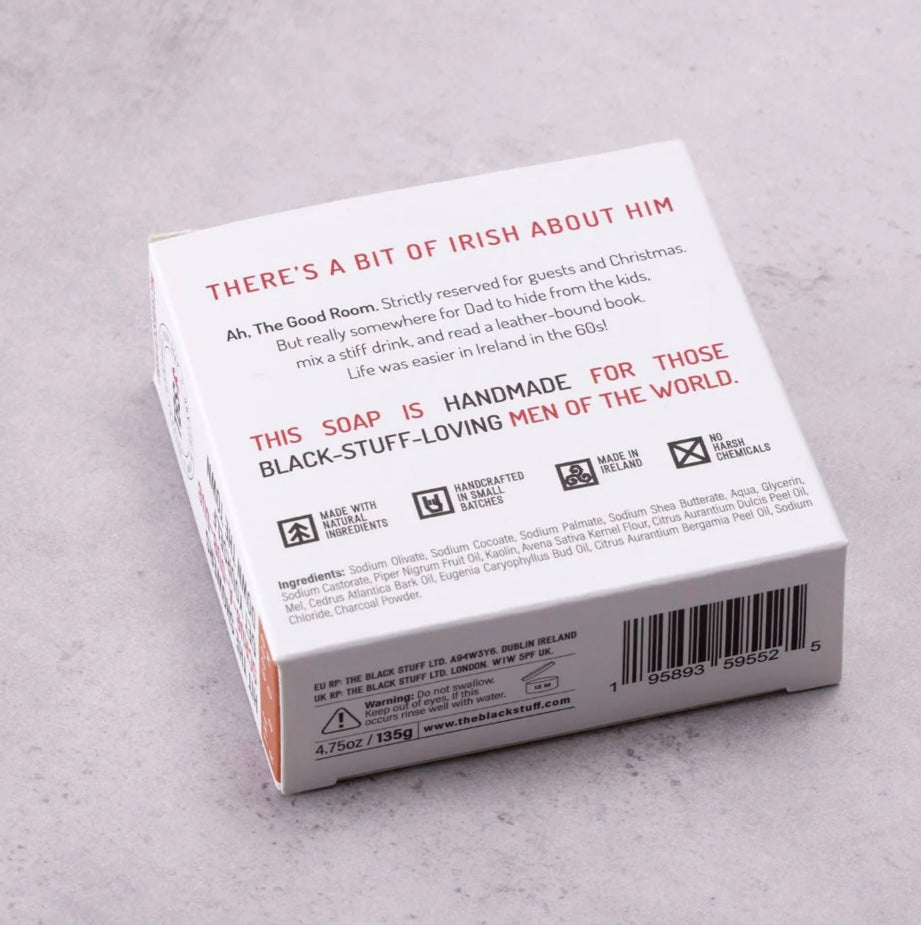 THERE'S A BIT OF IRISH ABOUT HIM
Ah, The Good Room. Strictly reserved for guests and Christmas.
But really somewhere for Dad to hide from the kids,
mix a stiff drink, and read a leather-bound book.
Life was easier in Ireland in the 60s!
THIS SOAP IS HANDMADE FOR THOSE
BLACK-STUFF-LOVING MEN OF THE WORLD.
MADE WITH
NATURAL
INGREDIENTS
HANDCRAFTED
IN SMALL
BATCHES
MADE IN
IRELAND
NO
HARSH
CHEMICALS
Ingredients: Sodium Olivate, Sodium Cocoate, Sodium Palmate, Sodium Shea Butterate, Aqua, Glycerin,
Sodium Castorate, Piper Nigrum Fruit Oil, Kaolin, Avena Sativa Kernel Flour, Citrus Aurantium Dulcis Peel Oil,
Mel, Cedrus Atlantica Bark Oil, Eugenia Caryophyllus Bud Oil, Citrus Aurantium Bergamia Peel Oil, Sodium
Chloride, Charcoal Powder.
EU RP: THE BLACK STUFF LTD. A94W3Y6. DUBLIN IRELAND
UK RP: THE BLACK STUFF LTD. LONDON. W1W 5PF UK.
Warning: Do not swallow.
Keep out of eyes. If this
occurs rinse well with water.
12 M
4.75oz / 135g
www.theblackstuff.com
1 95893 59552 5